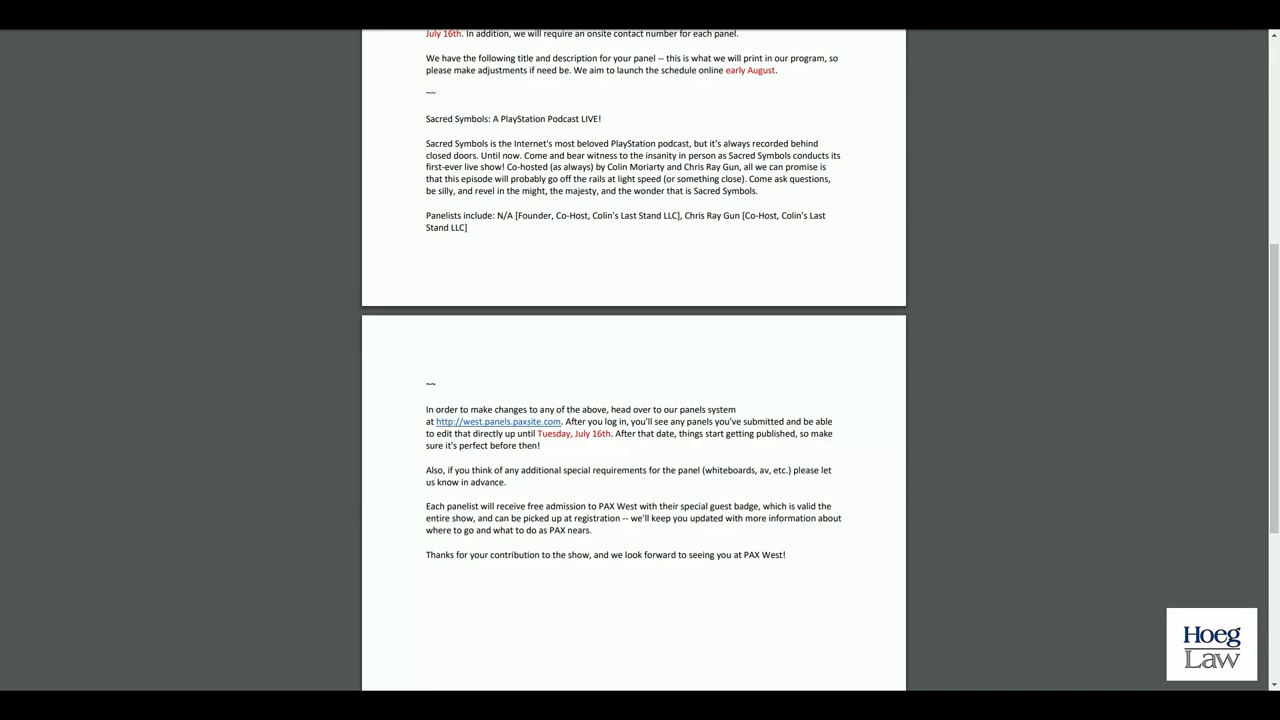 July 16th. In addition, we will require an onsite contact number for each panel.
We have the following title and description for your panel -- this is what we will print in our program, so
please make adjustments if need be. We aim to launch the schedule online early August.
~~
Sacred Symbols: A PlayStation Podcast LIVE!
Sacred Symbols is the Internet's most beloved PlayStation podcast, but it's always recorded behind
closed doors. Until now. Come and bear witness to the insanity in person as Sacred Symbols conducts its
first-ever live show! Co-hosted (as always) by Colin Moriarty and Chris Ray Gun, all we can promise is
that this episode will probably go off the rails at light speed (or something close). Come ask questions,
be silly, and revel in the might, the majesty, and the wonder that is Sacred Symbols.
Panelists include: N/A [Founder, Co-Host, Colin's Last Stand LLC], Chris Ray Gun [Co-Host, Colin's Last
Stand LLC]
~~
In order to make changes to any of the above, head over to our panels system
at http://west.panels.paxsite.com. After you log in, you'll see any panels you've submitted and be able
to edit that directly up until Tuesday, July 16th. After that date, things start getting published, so make
sure it's perfect before then!
Also, if you think of any additional special requirements for the panel (whiteboards, av, etc.) please let
us know in advance.
Each panelist will receive free admission to PAX West with their special guest badge, which is valid the
entire show, and can be picked up at registration -- we'll keep you updated with more information about
where to go and what to do as PAX nears.
Thanks for your contribution to the show, and we look forward to seeing you at PAX West!
Hoeg
Law